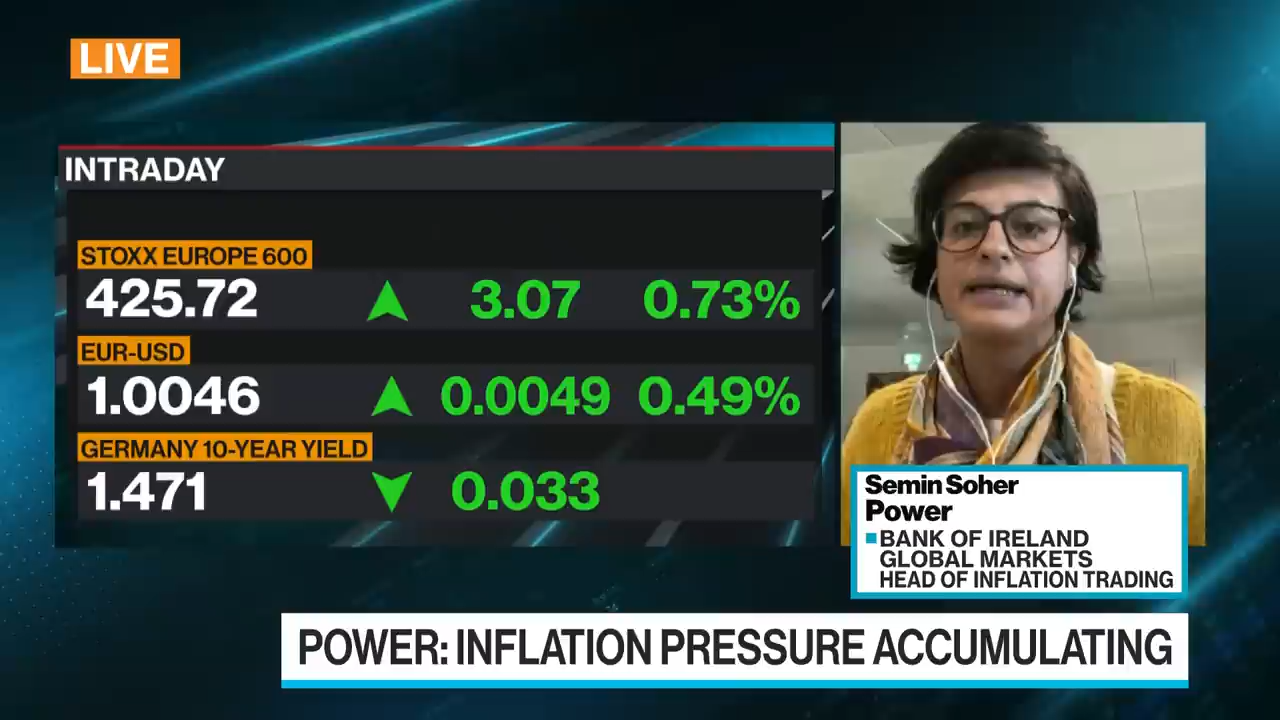 LIVE
INTRADAY
STOXX EUROPE 600
425.72 ▲ 3.07 0.73%
EUR-USD
1.0046 ▲ 0.0049 0.49%
GERMANY 10-YEAR YIELD
1.471 ▼ 0.033
Semin Soher
Power
BANK OF IRELAND
GLOBAL MARKETS
HEAD OF INFLATION TRADING
POWER: INFLATION PRESSURE ACCUMULATING